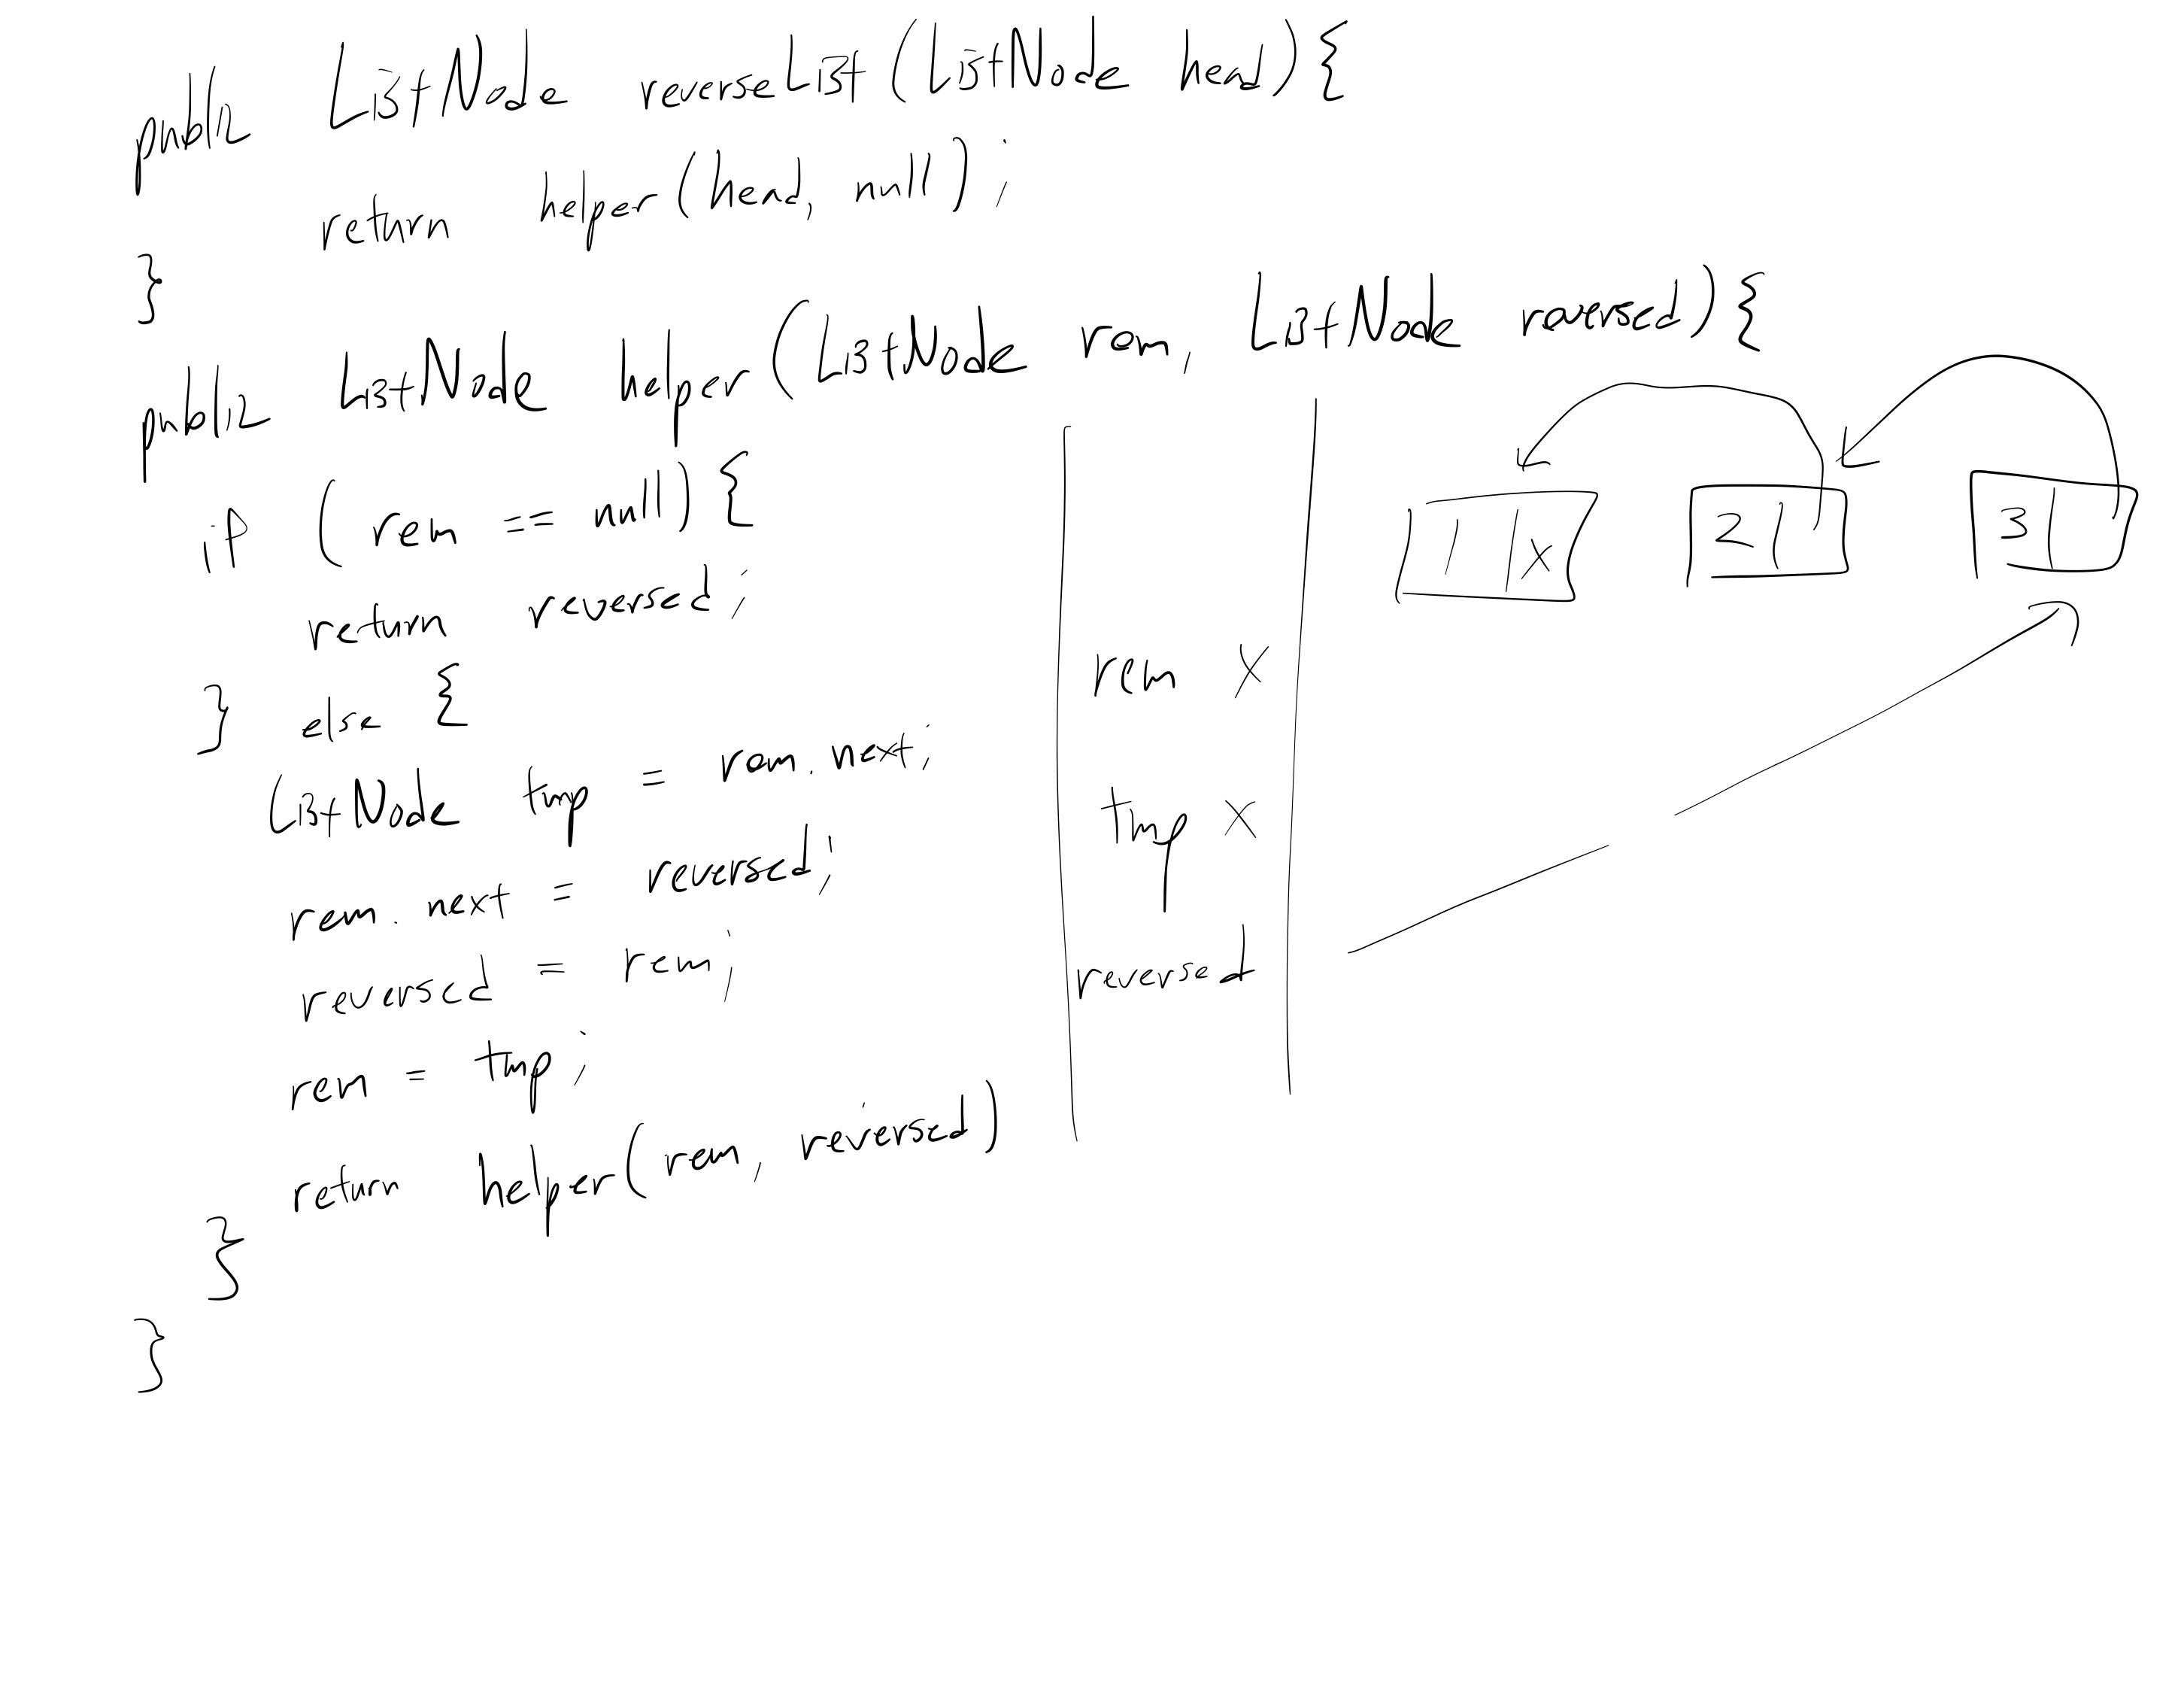 public ListNode reverseList (ListNode head) {
return helper (head, null);
}
public ListNode helper (ListNode rem, ListNode reversed) {
if (rem == null) {
return reversed;
} else {
ListNode tmp = rem.next;
rem.next = reversed;
reversed = rem;
rem = tmp;
return helper(rem, reversed)
}
}
rem X
tmp X
reversed
1 X
2
3